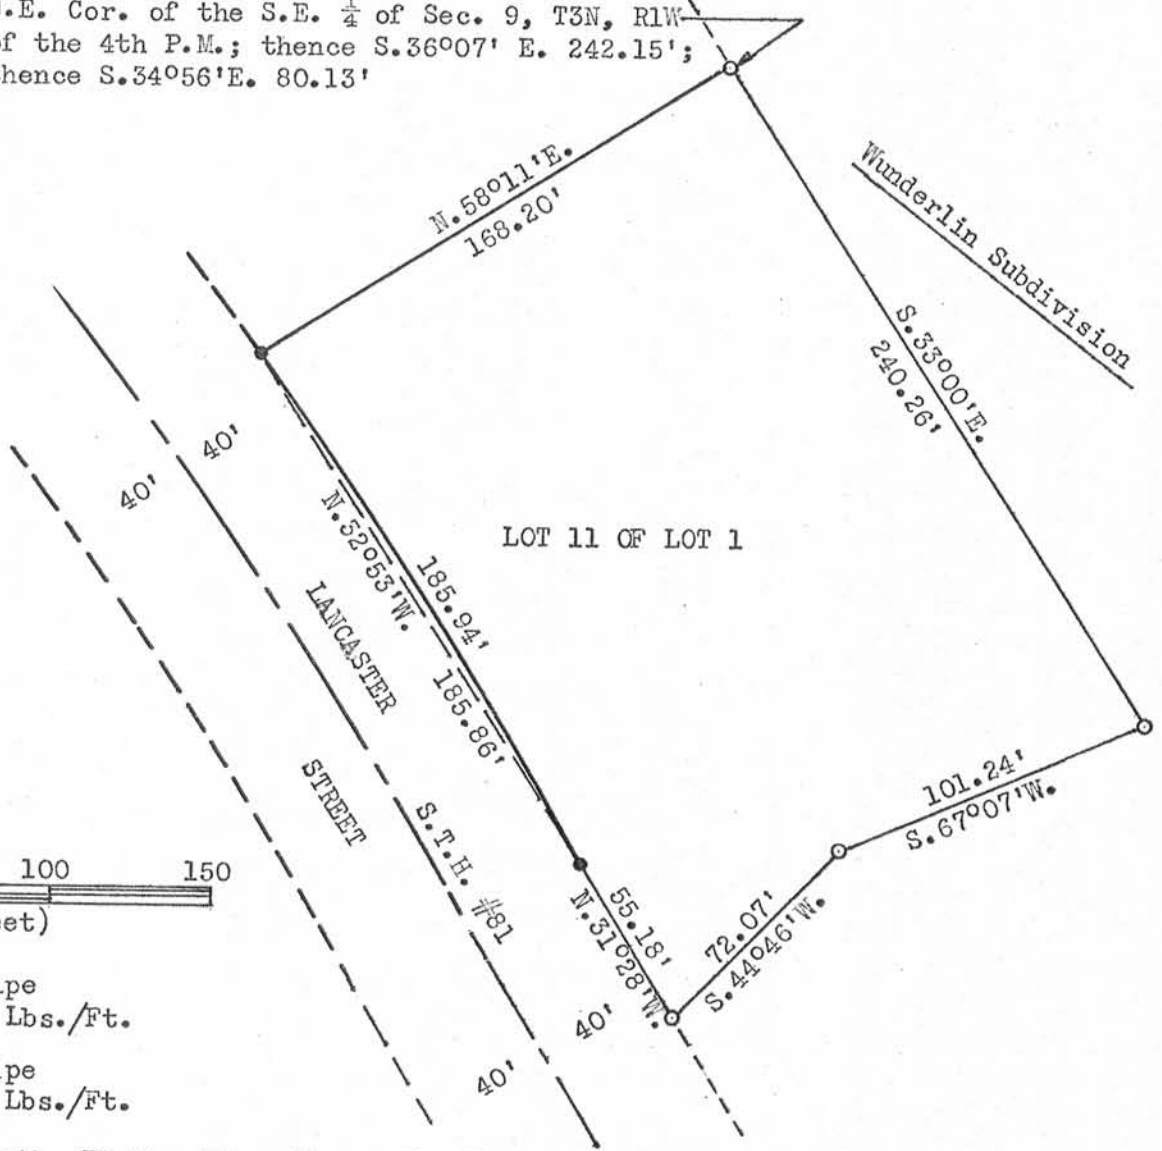 .E. Cor. of the S.E. ¼ of Sec. 9, T3N, R1W
of the 4th P.M.; thence S.36°07' E. 242.15';
hence S.34°56'E. 80.13'
N.58°11'E.
168.20'
Wunderlin Subdivision
S.33°00'E.
240.26'
40'
40'
N.32°53'W.
185.94'
185.86'
LOT 11 OF LOT 1
LANCASTER
STREET
S.T.H. #81
101.24'
S.67°07'W.
72.07'
S.44°46'W.
55.18'
N.31°28'W.
40'
40'
100 150
et)
pe
Lbs./Ft.
pe
Lbs./Ft.